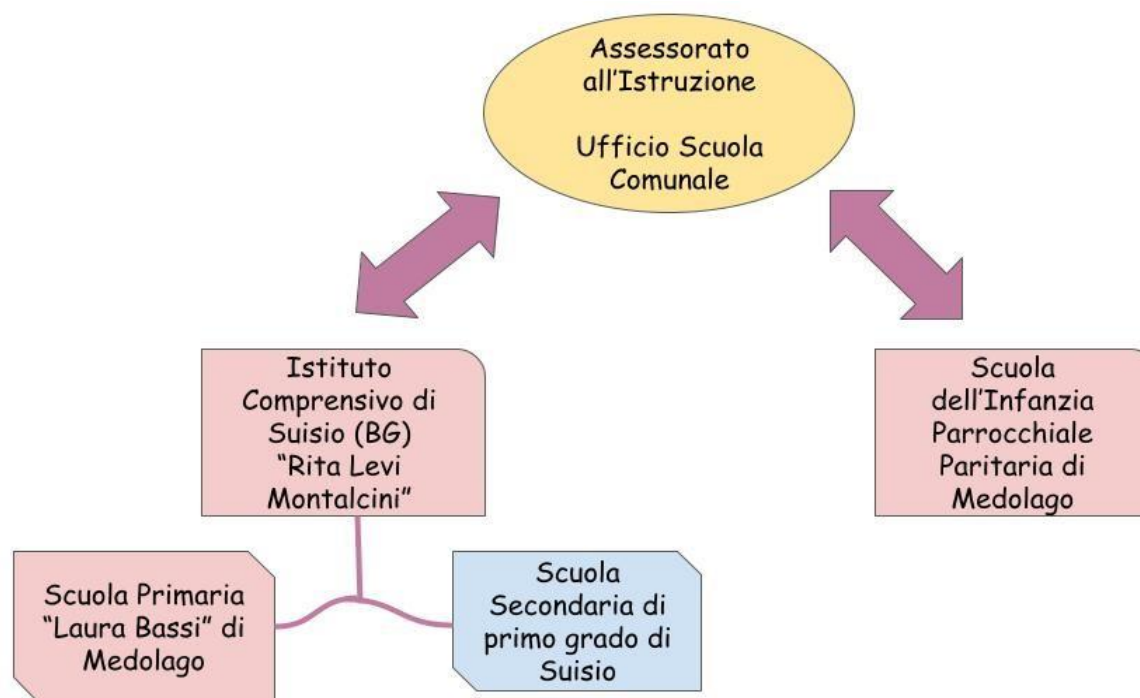 Assessorato
all'Istruzione
Ufficio Scuola
Comunale
Istituto
Comprensivo di
Suisio (BG)
“Rita Levi
Montalcini”
Scuola
dell'Infanzia
Parrocchiale
Paritaria di
Medolago
Scuola Primaria
“Laura Bassi” di
Medolago
Scuola
Secondaria di
primo grado di
Suisio